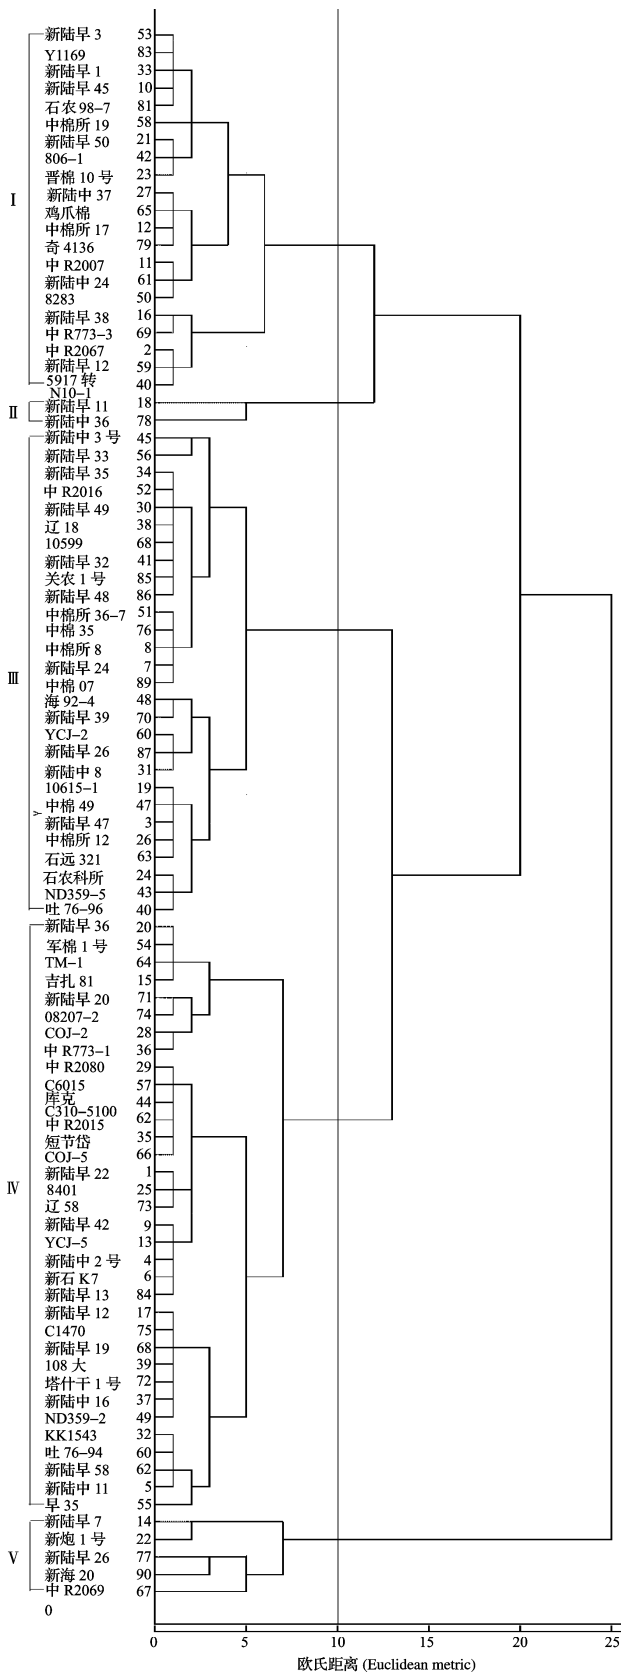 新陆早 3 53
Y1169 83
新陆早 1 33
新陆早 45 10
石农 98–7 81
中棉所 19 58
新陆早 50 21
806–1 42
晋棉 10 号 23
新陆中 37 27
鸡爪棉 65
中棉所 17 12
奇 4136 79
中 R2007 11
新陆中 24 61
8283 50
新陆早 38 16
中 R773–3 69
中 R2067 2
新陆早 12 59
5917 转 40
N10–1
新陆早 11 18
新陆中 36 78
新陆中 3 号 45
新陆早 33 56
新陆早 35 34
中 R2016 52
新陆早 49 30
辽 18 38
10599 68
新陆早 32 41
关农 1 号 85
新陆早 48 86
中棉所 36–7 51
中棉 35 76
中棉所 8 8
新陆早 24 7
中棉 07 89
海 92–4 48
新陆早 39 70
YCJ–2 60
新陆早 26 87
新陆中 8 31
10615–1 19
中棉 49 47
新陆早 47 3
中棉所 12 26
石远 321 63
石农科所 24
ND359–5 43
吐 76–96 40
新陆早 36 20
军棉 1 号 54
TM–1 64
吉扎 81 15
新陆早 20 71
08207–2 74
COJ–2 28
中 R773–1 36
中 R2080 29
C6015 57
库克 44
C310–5100
中 R2015 62
短节岱 35
COJ–5 66
新陆早 22 1
8401 25
辽 58 73
新陆早 42 9
YCJ–5 13
新陆中 2 号 4
新石 K7 6
新陆早 13 84
新陆早 12 17
C1470 75
新陆早 19 68
108 大 39
塔什干 1 号 72
新陆中 16 37
ND359–2 49
KK1543 32
吐 76–94 60
新陆早 58 62
新陆中 11 5
早 35 55
新陆早 7 14
新炮 1 号 22
新陆早 26 77
新海 20 90
中 R2069 67
0
Ⅰ
Ⅱ
Ⅲ
Ⅳ
Ⅴ
0 5 10 15 20 25
欧氏距离 (Euclidean metric)